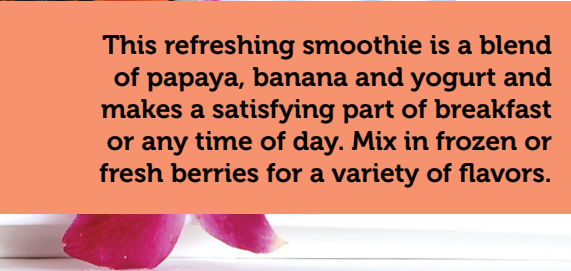 This refreshing smoothie is a blend
of papaya, banana and yogurt and
makes a satisfying part of breakfast
or any time of day. Mix in frozen or
fresh berries for a variety of flavors.